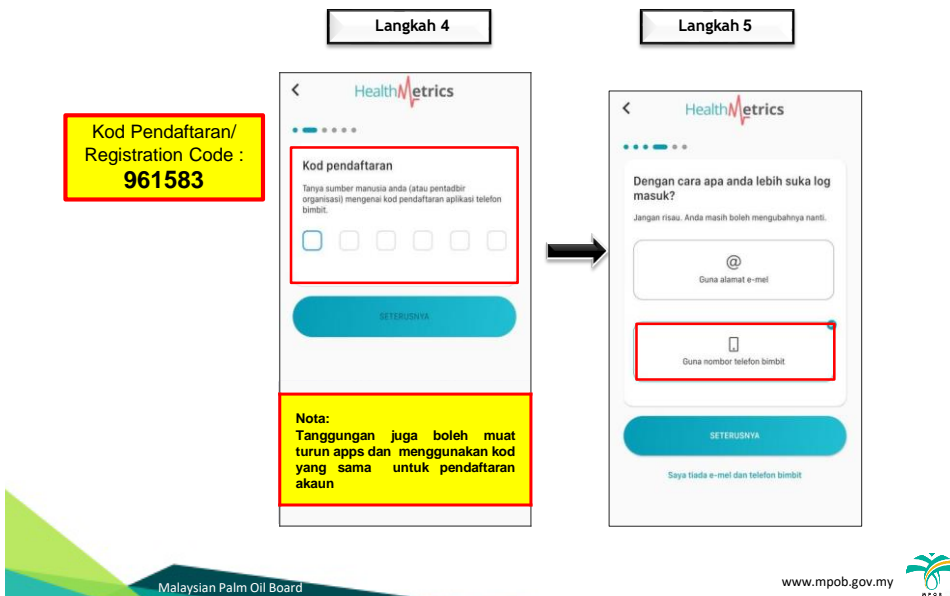 Langkah 4
Langkah 5
Kod Pendaftaran/
Registration Code :
961583
HealthMetrics
Kod pendaftaran
Tanya sumber manusia anda (atau pentadbir
organisasi) mengenai kod pendaftaran aplikasi telefon
bimbit.
SETERUSNYA
Nota:
Tanggungan juga boleh muat
turun apps dan menggunakan kod
yang sama untuk pendaftaran
akaun
HealthMetrics
Dengan cara apa anda lebih suka log
masuk?
Jangan risau. Anda masih boleh mengubahnya nanti.
@
Guna alamat e-mel
Guna nombor telefon bimbit
SETERUSNYA
Saya tiada e-mel dan telefon bimbit
Malaysian Palm Oil Board
www.mpob.gov.my
MPOB